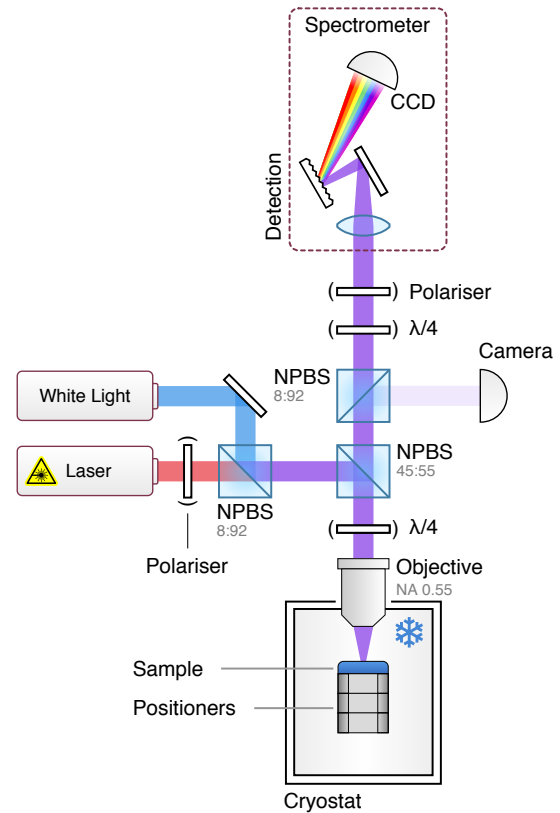 Spectrometer
CCD
Detection
( ) Polariser
( ) λ/4
Camera
NPBS
8:92
White Light
NPBS
45:55
Laser
NPBS
8:92
( ) λ/4
Polariser
Objective
NA 0.55
Sample
Positioners
Cryostat